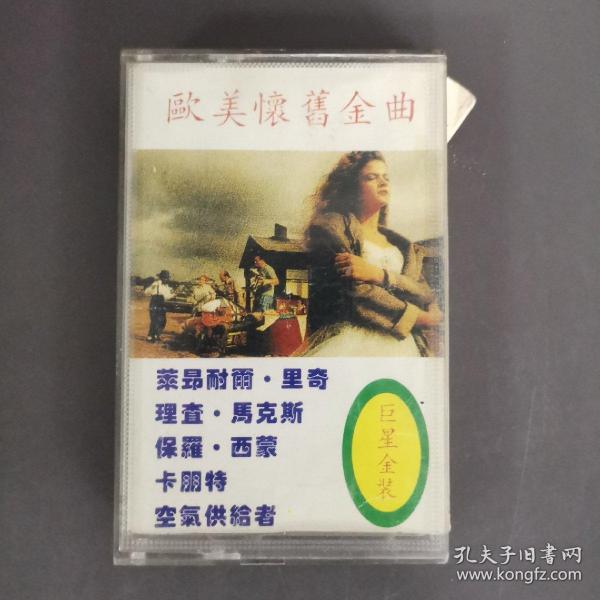 歐美懷舊金曲
萊昂耐爾·里奇
理查·馬克斯
保羅·西蒙
卡朋特
空氣供給者
巨星金裝
孔夫子旧书网
www.kongfz.com